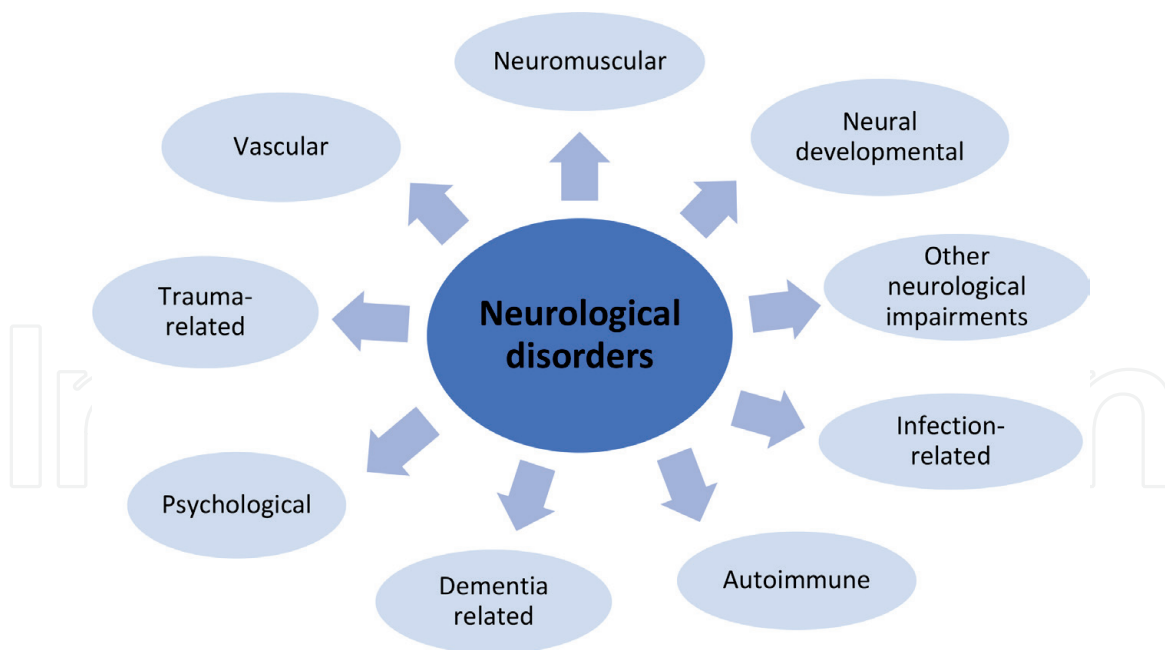 Neuromuscular
Neural
developmental
Other
neurological
impairments
Infection-
related
Autoimmune
Dementia
related
Psychological
Trauma-
related
Vascular
Neurological
disorders